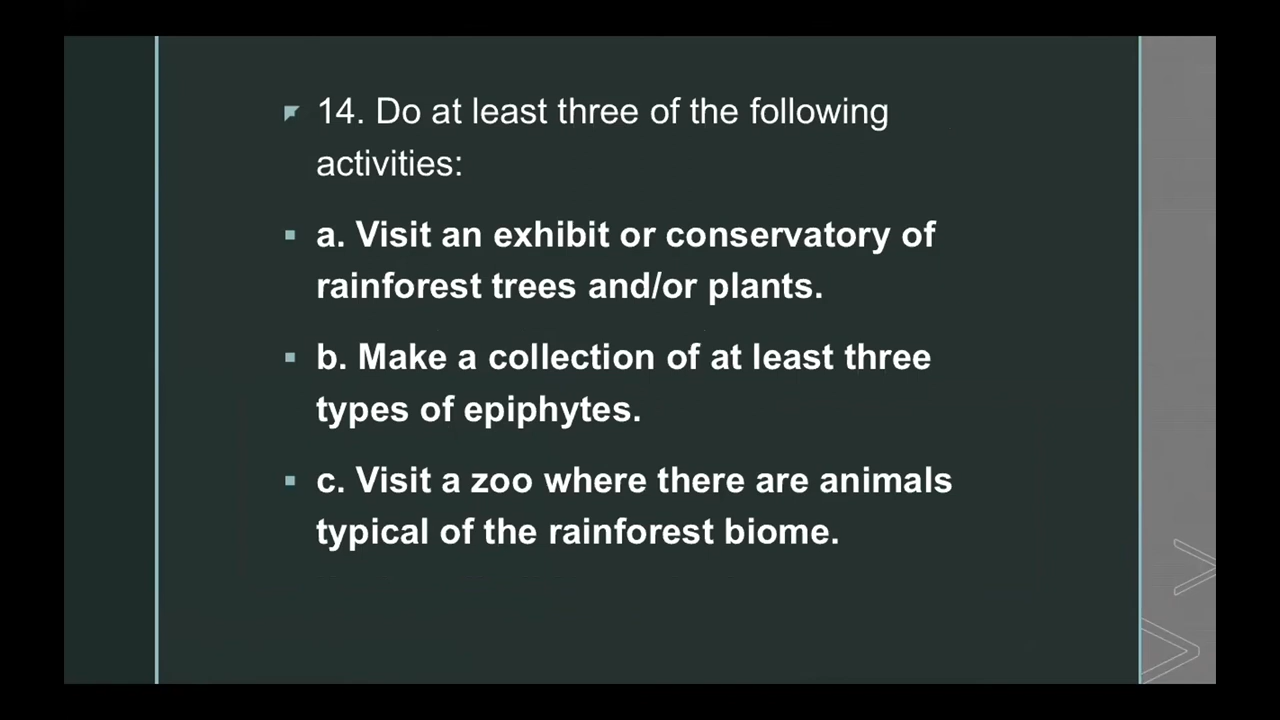 14. Do at least three of the following
activities:
a. Visit an exhibit or conservatory of
rainforest trees and/or plants.
b. Make a collection of at least three
types of epiphytes.
c. Visit a zoo where there are animals
typical of the rainforest biome.